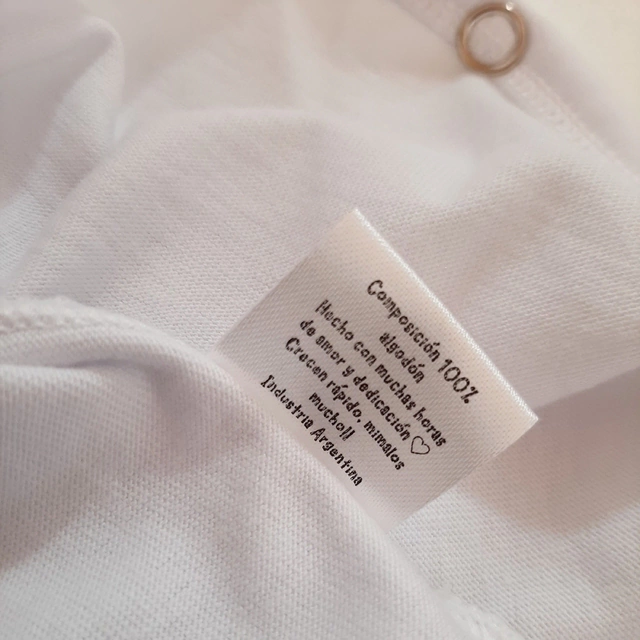 Composición 100%
algodón
Hecho con muchas horas
de amor y dedicación ♡
Crecen rápido, mimalos
mucho!!
Industria Argentina